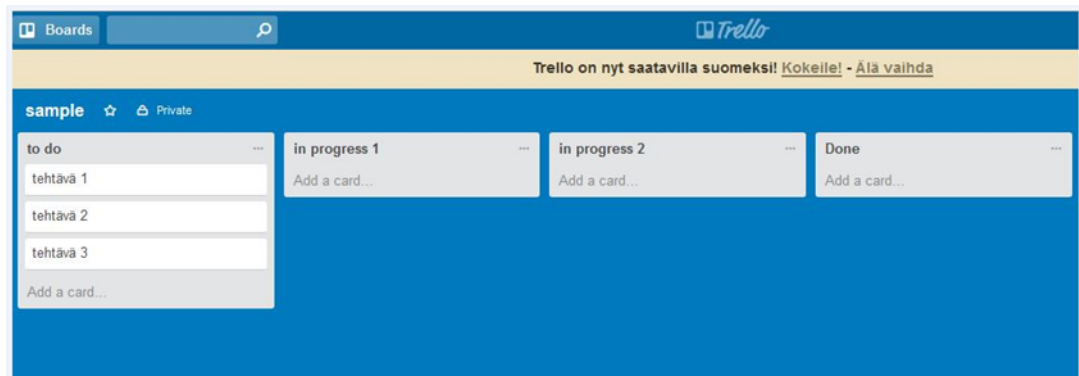 Boards
Trello
Trello on nyt saatavilla suomeksi! Kokeile! - Älä vaihda
sample Private
to do
tehtävä 1
tehtävä 2
tehtävä 3
Add a card...
in progress 1
Add a card...
in progress 2
Add a card...
Done
Add a card...